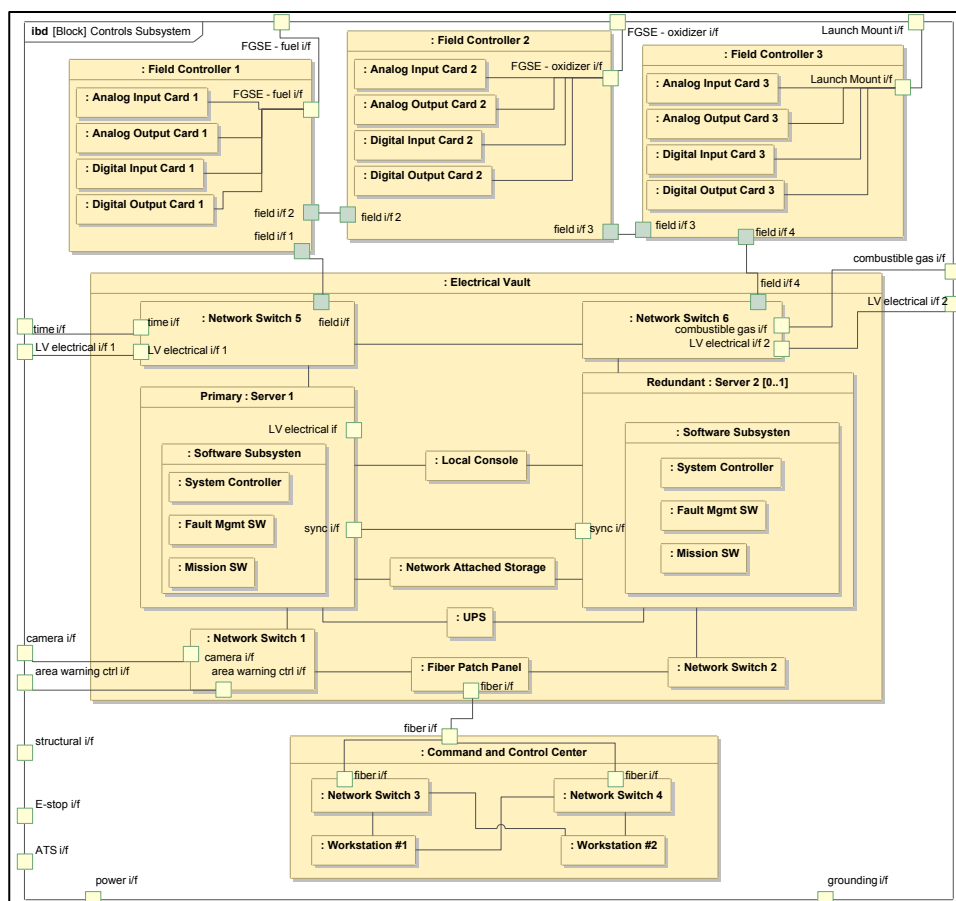 ibd [Block] Controls Subsystem
FGSE - fuel i/f
FGSE - oxidizer i/f
Launch Mount i/f
: Field Controller 1
FGSE - fuel i/f
: Analog Input Card 1
: Analog Output Card 1
: Digital Input Card 1
: Digital Output Card 1
field i/f 2
field i/f 1
: Field Controller 2
FGSE - oxidizer i/f
: Analog Input Card 2
: Analog Output Card 2
: Digital Input Card 2
: Digital Output Card 2
field i/f 2
field i/f 3
: Field Controller 3
Launch Mount i/f
: Analog Input Card 3
: Analog Output Card 3
: Digital Input Card 3
: Digital Output Card 3
field i/f 3
field i/f 4
combustible gas i/f
LV electrical i/f 2
: Electrical Vault
field i/f 4
: Network Switch 5
field i/f
time i/f
time i/f
LV electrical i/f 1
LV electrical i/f 1
: Network Switch 6
combustible gas i/f
LV electrical i/f 2
Primary : Server 1
LV electrical if
: Software Subsysten
: System Controller
: Fault Mgmt SW
: Mission SW
sync i/f
: Local Console
: Network Attached Storage
: UPS
Redundant : Server 2 [0..1]
: Software Subsysten
: System Controller
: Fault Mgmt SW
: Mission SW
sync i/f
camera i/f
area warning ctrl i/f
: Network Switch 1
camera i/f
area warning ctrl i/f
: Fiber Patch Panel
fiber i/f
: Network Switch 2
fiber i/f
: Command and Control Center
fiber i/f
fiber i/f
: Network Switch 3
: Network Switch 4
: Workstation #1
: Workstation #2
structural i/f
E-stop i/f
ATS i/f
power i/f
grounding i/f